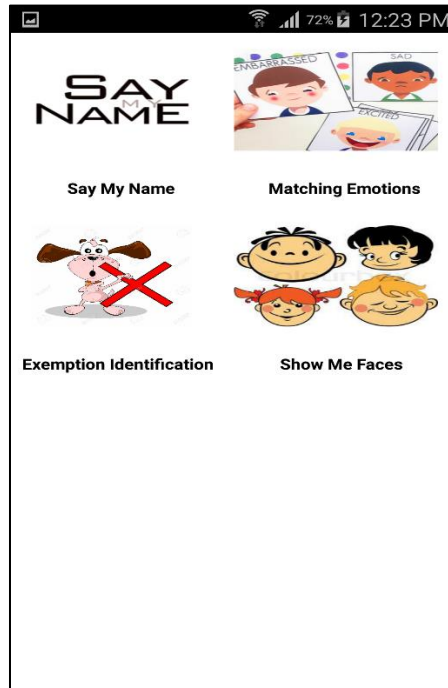 72% 12:23 PM
SAY
MY
NAME
EMBARRASSED
SAD
EXCITED
Say My Name
Matching Emotions
Exemption Identification
Show Me Faces